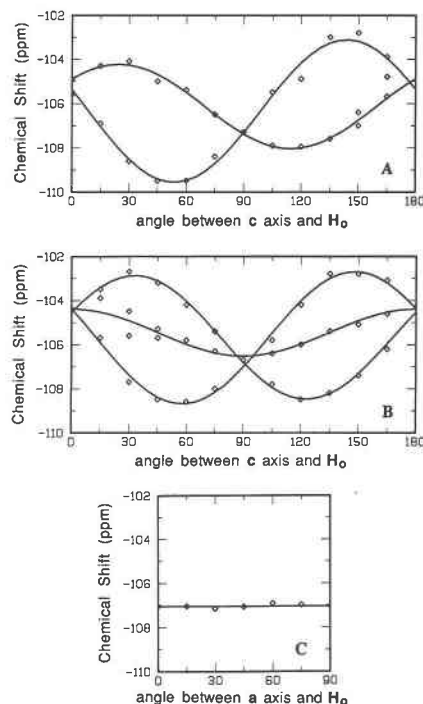 -102
-104
-106
-108
-110
Chemical Shift (ppm)
A
0 30 60 90 120 150 180
angle between c axis and H₀
-102
-104
-106
-108
-110
Chemical Shift (ppm)
B
0 30 60 90 120 150 180
angle between c axis and H₀
-102
-104
-106
-108
-110
Chemical Shift (ppm)
C
0 30 60 90
angle between a axis and H₀